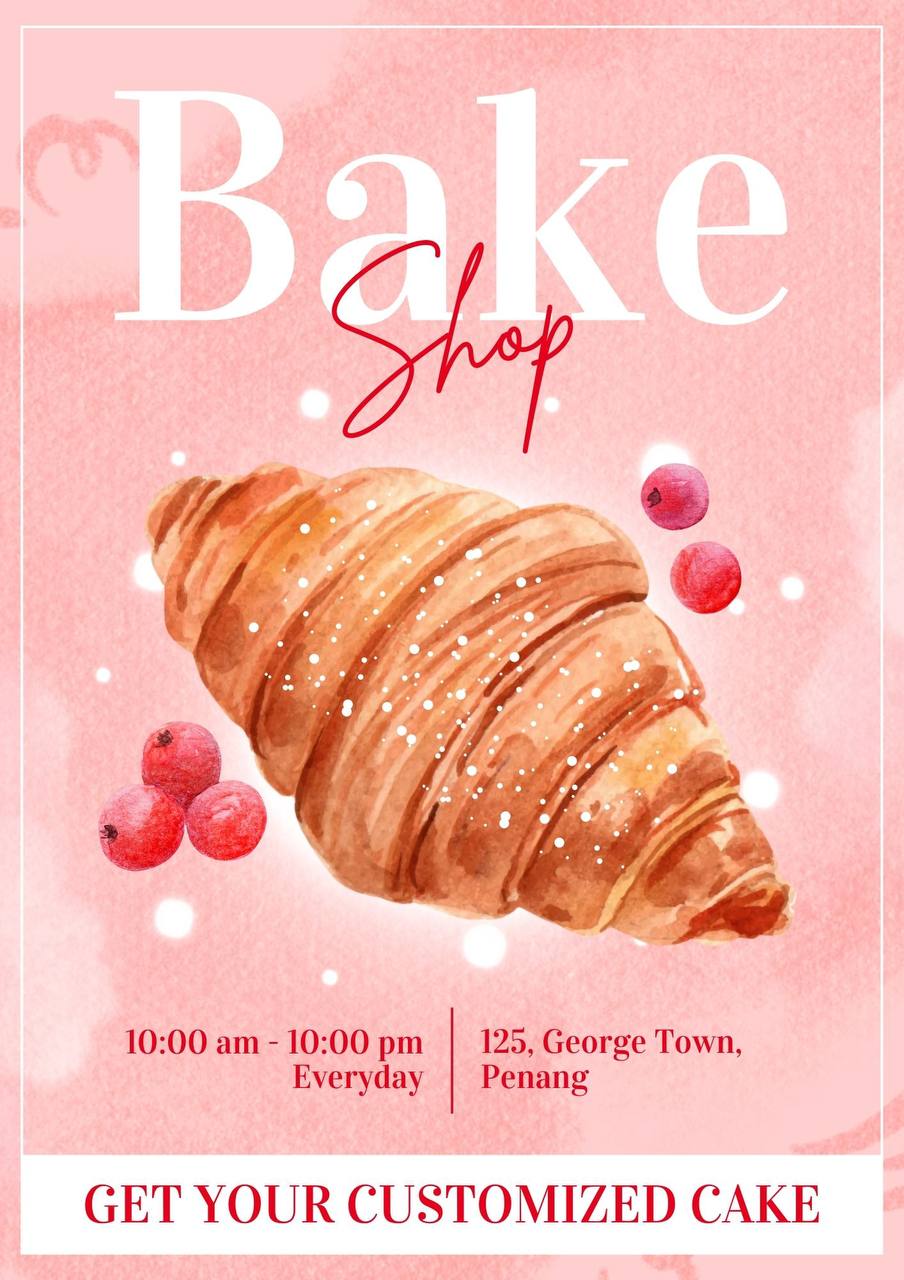 Bake
Shop
10:00 am - 10:00 pm
Everyday
125, George Town,
Penang
GET YOUR CUSTOMIZED CAKE